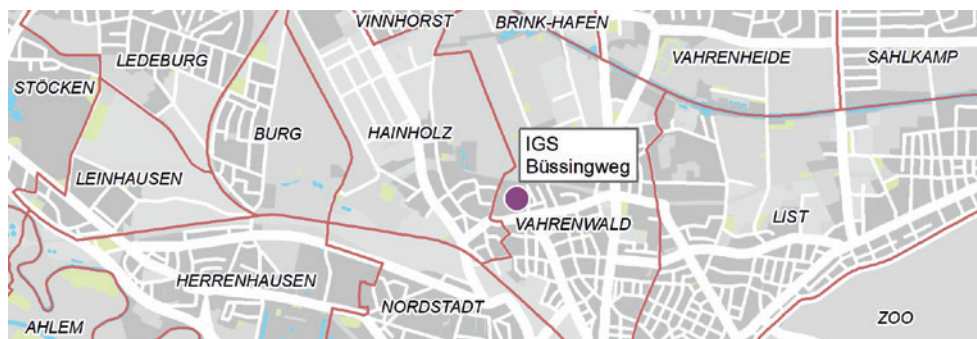 VINNHORST
BRINK-HAFEN
LEDEBURG
VAHRENHEIDE
SAHLKAMP
STÖCKEN
BURG
HAINHOLZ
IGS
Büssingweg
LEINHAUSEN
VAHRENWALD
LIST
HERRENHAUSEN
NORDSTADT
ZOO
AHLEM